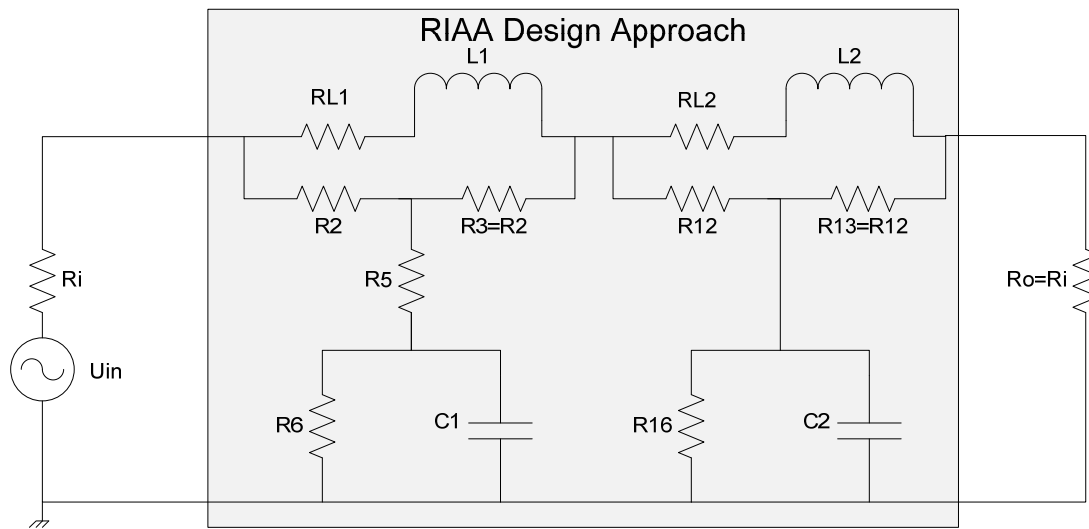 RIAA Design Approach
L1
L2
RL1
RL2
R2
R3=R2
R12
R13=R12
Ri
R5
Ro=Ri
Uin
R6
C1
R16
C2